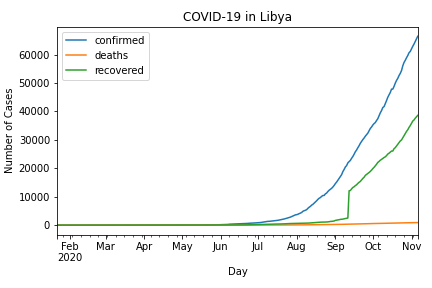 COVID-19 in Libya
confirmed
deaths
recovered
Number of Cases
60000
50000
40000
30000
20000
10000
0
Feb Mar Apr May Jun Jul Aug Sep Oct Nov
2020
Day